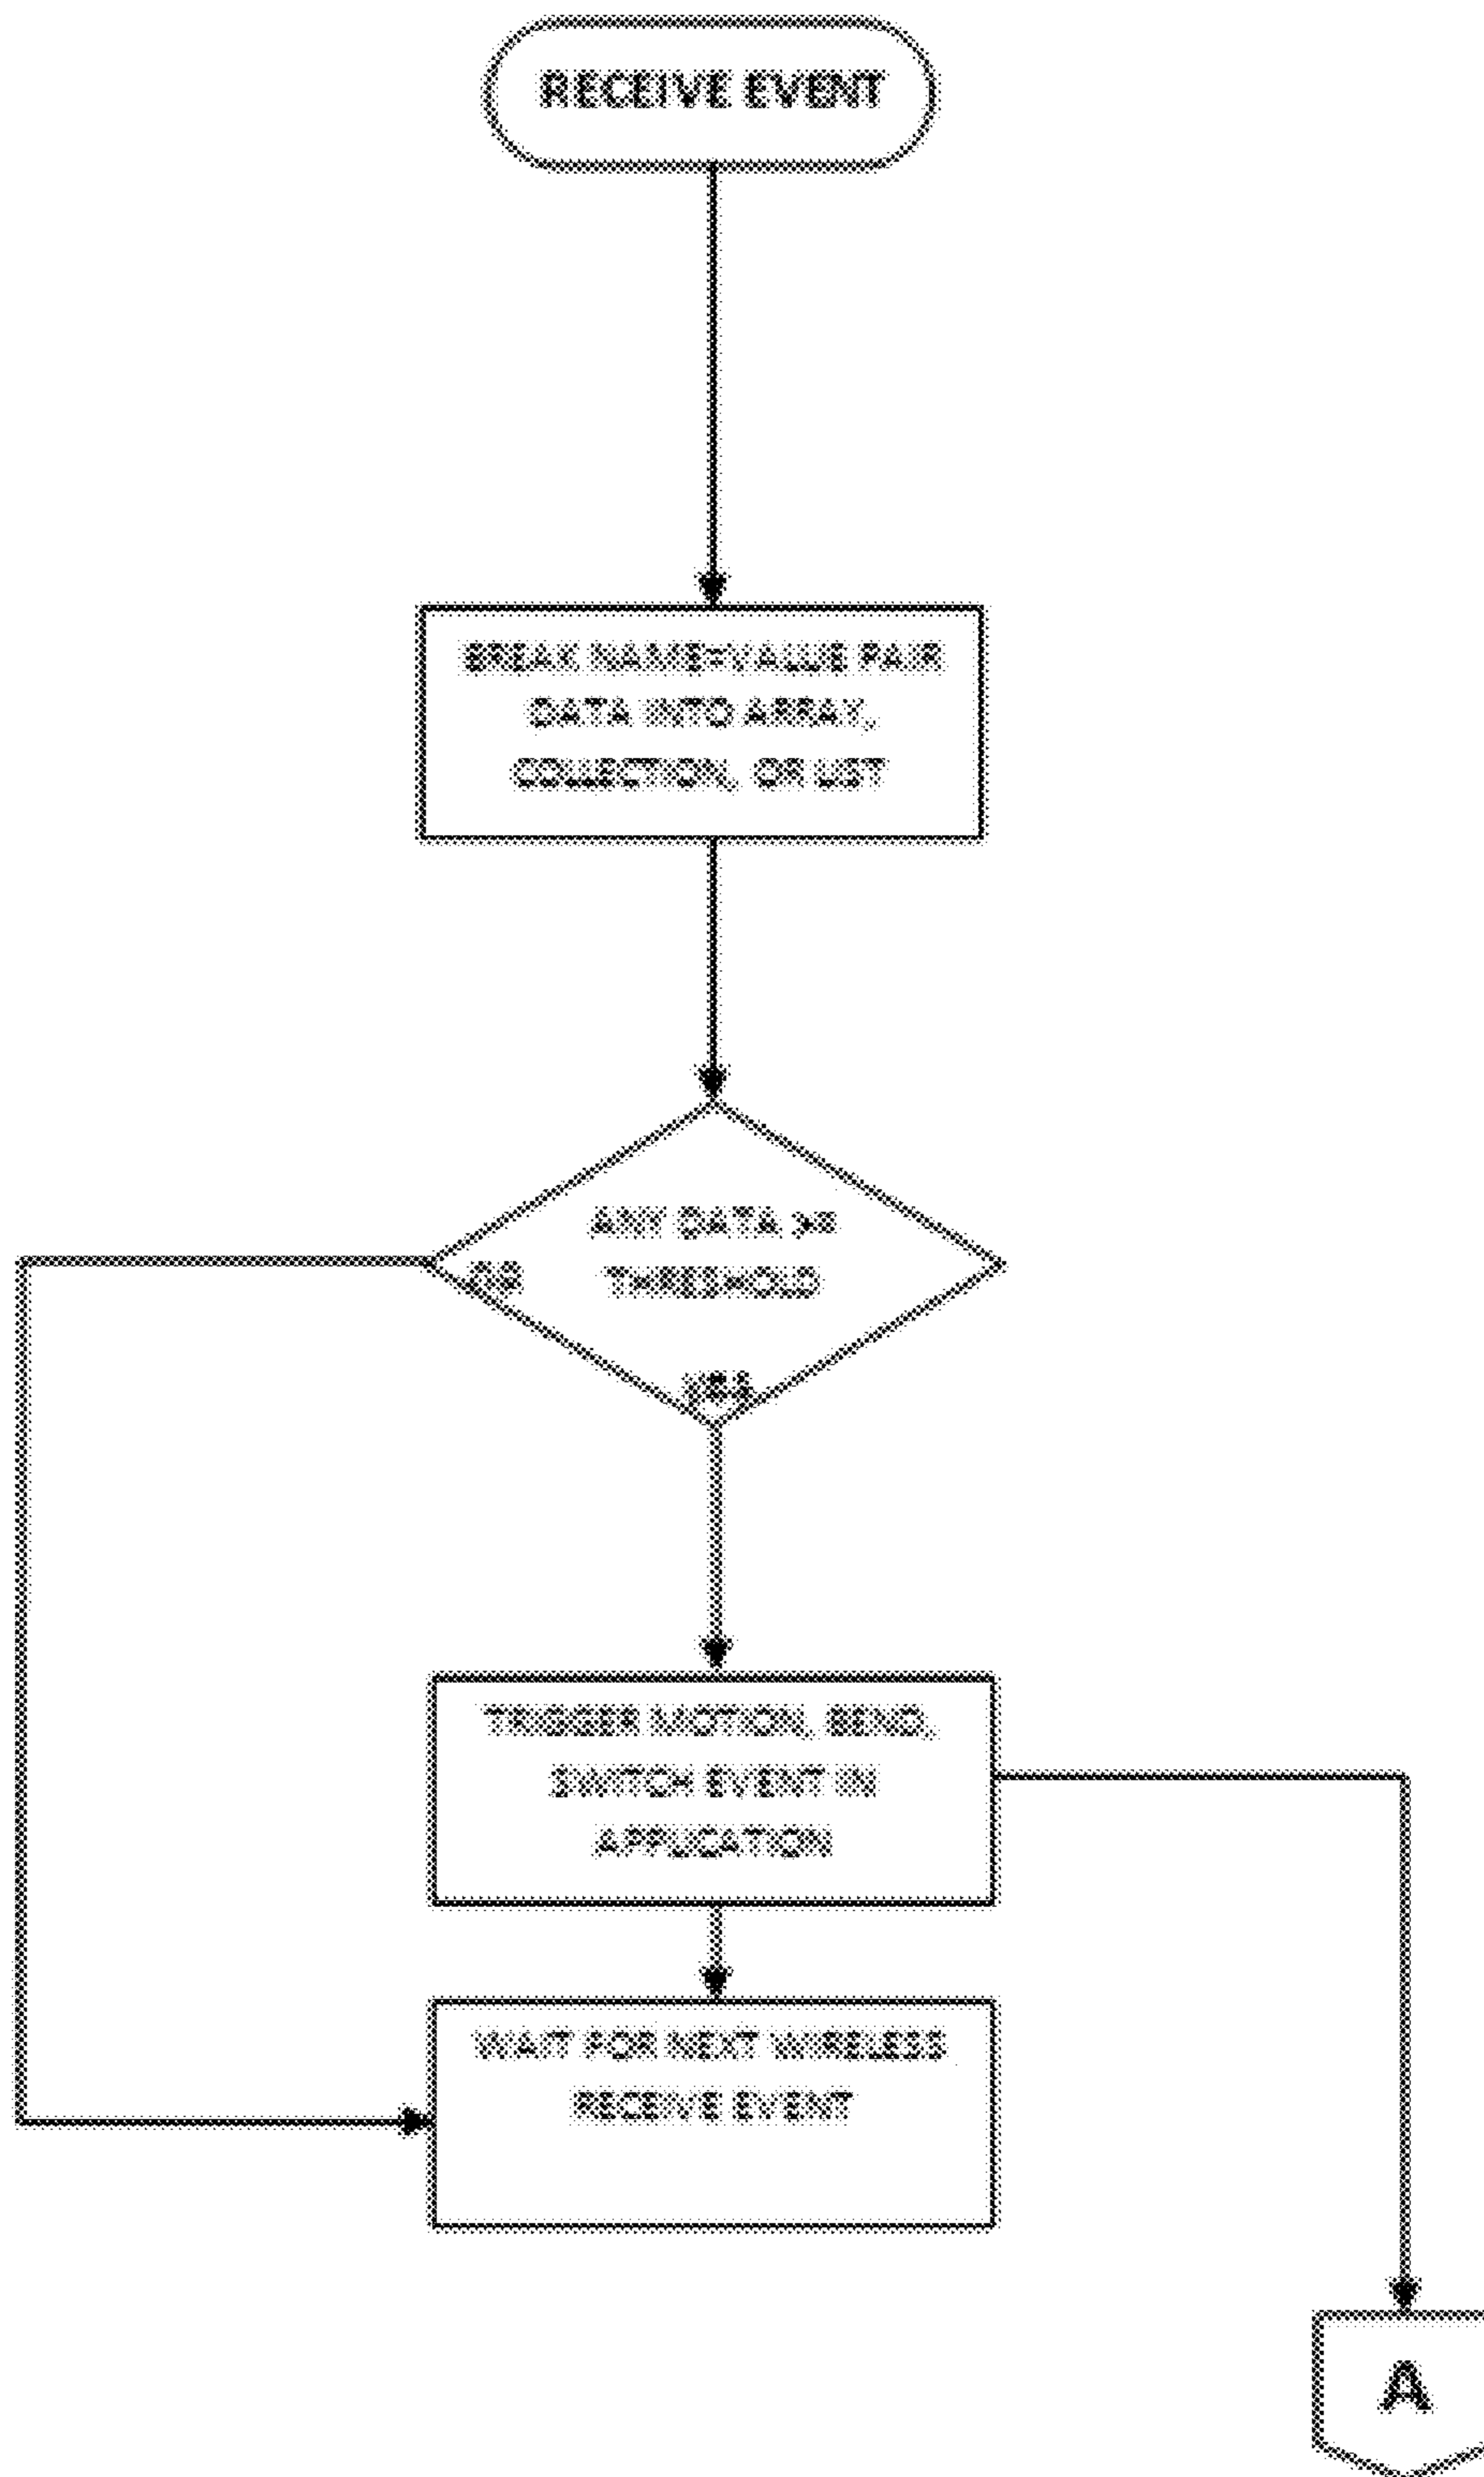 RECEIVE EVENT
BREAK NAME=VALUE PAIR
DATA INTO ARRAY,
COLLECTION, OR LIST
ANY DATA >=
THRESHOLD
no
yes
TRIGGER MOTION, BEND,
SWITCH EVENT IN
APPLICATION
WAIT FOR NEXT WIRELESS
RECEIVE EVENT
A